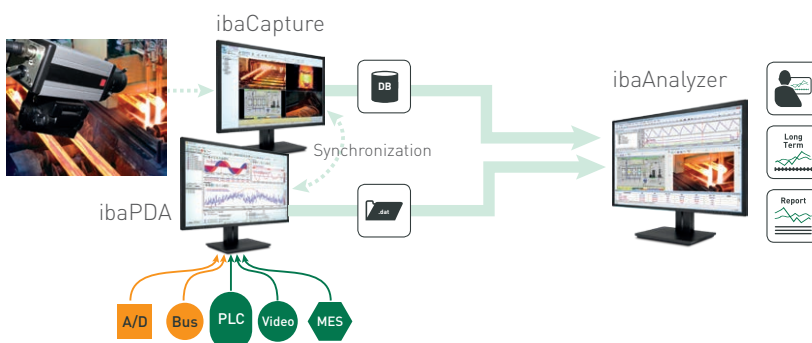 ibaCapture
DB
ibaAnalyzer
Synchronization
Long
Term
ibaPDA
.dat
Report
A/D
Bus
PLC
Video
MES